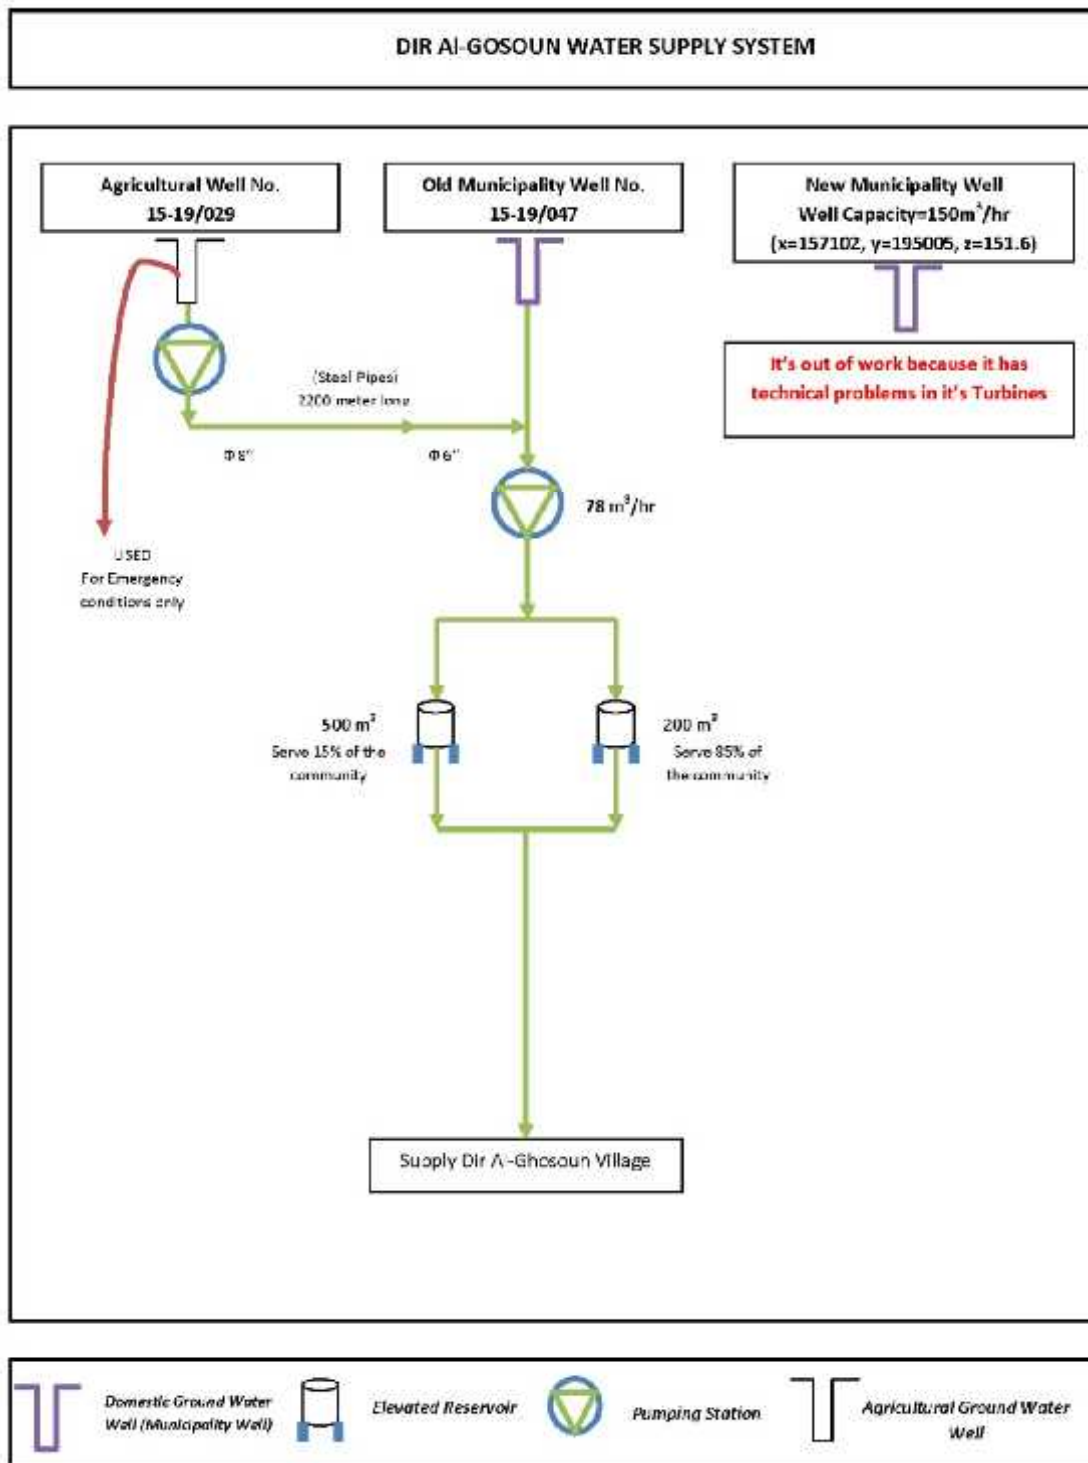 DIR Al-GOSOUN WATER SUPPLY SYSTEM
Agricultural Well No.
15-19/029
Old Municipality Well No.
15-19/047
New Municipality Well
Well Capacity=150m³/hr
(x=157102, y=195005, z=151.6)
It's out of work because it has
technical problems in it's Turbines
(Steel Pipes)
2200 meter long
Φ 8"
Φ 6"
78 m³/hr
USED
For Emergency
conditions only
500 m³
Serve 15% of the
community
200 m³
Serve 85% of
the community
Supply Dir Al-Ghosoun Village
Domestic Ground Water
Well (Municipality Well)
Elevated Reservoir
Pumping Station
Agricultural Ground Water
Well